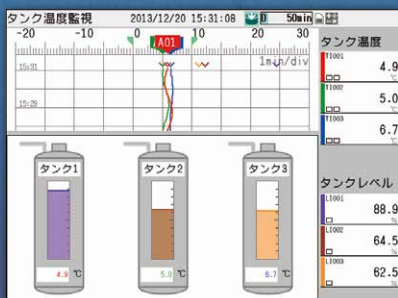 タンク温度監視 2013/12/20 15:31:08 D 50min
-20 -10 0 A01 10 20 30
1min/div
15:31
15:29
タンク温度
TI001
4.9
℃
TI002
5.0
℃
TI003
6.7
℃
タンクレベル
LI001
88.9
%
LI002
64.5
%
LI003
62.5
%
タンク1 タンク2 タンク3
4.9 ℃ 5.0 ℃ 6.7 ℃